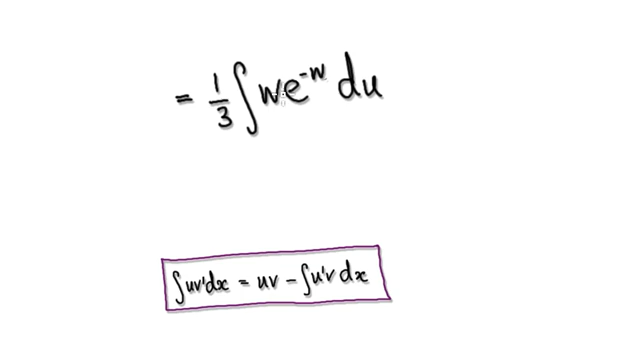 = 1/3 ∫ we^-w du
∫uv'dx = uv - ∫u'v dx